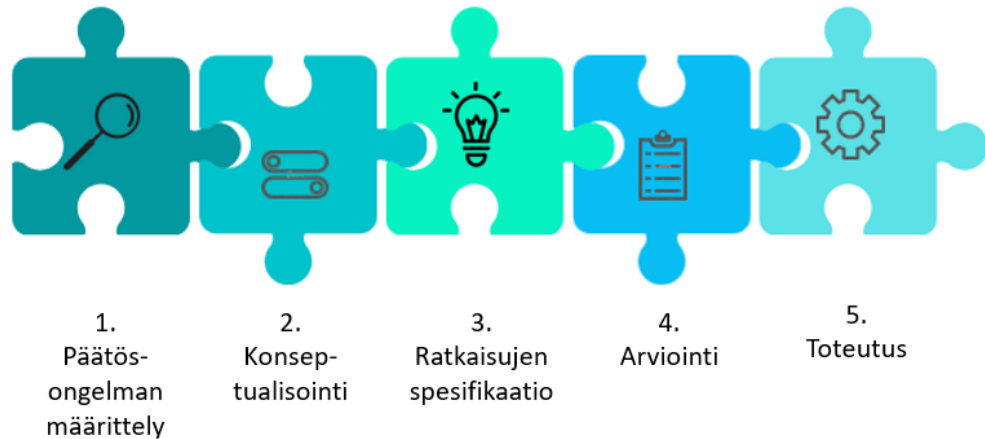 1.
Päätös-
ongelman
määrittely
2.
Konsep-
tualisointi
3.
Ratkaisujen
spesifikaatio
4.
Arviointi
5.
Toteutus